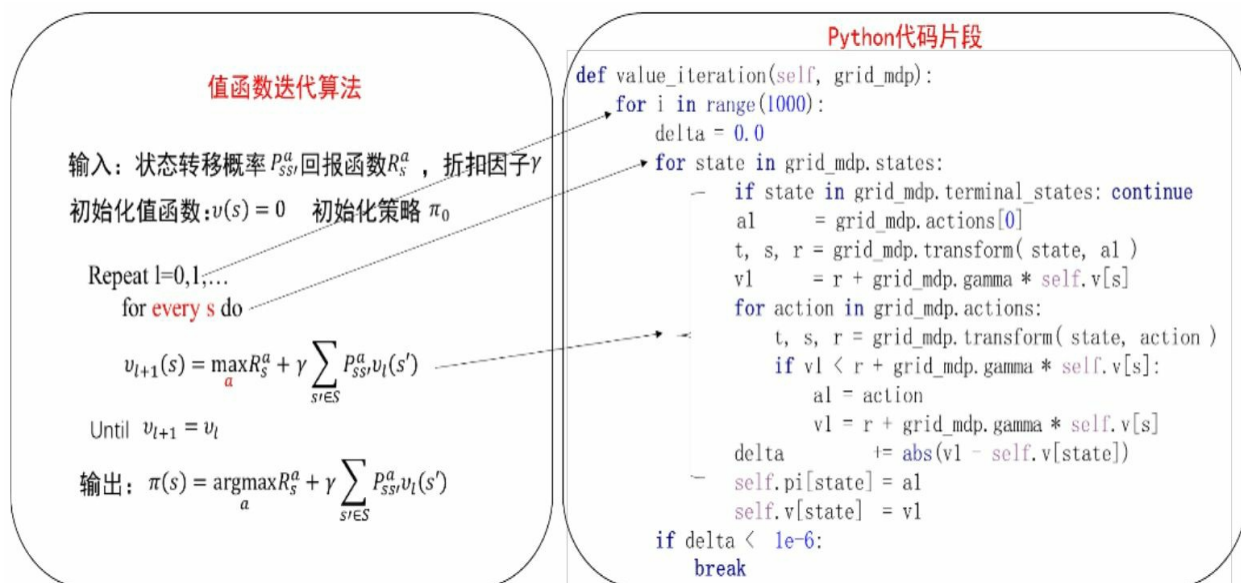 值函数迭代算法
输入：状态转移概率 $P_{ss'}^a$,回报函数$R_s^a$ ，折扣因子γ
初始化值函数:$v(s) = 0$ 初始化策略 $\pi_0$
Repeat l=0,1,…
for every s do
$v_{l+1}(s) = \max_a R_s^a + \gamma \sum_{s' \in S} P_{ss'}^a v_l(s')$
Until $v_{l+1} = v_l$
输出：$\pi(s) = \operatorname{argmax}_a R_s^a + \gamma \sum_{s' \in S} P_{ss'}^a v_l(s')$
Python代码片段
def value_iteration(self, grid_mdp):
    for i in range(1000):
        delta = 0.0
        for state in grid_mdp.states:
            if state in grid_mdp.terminal_states: continue
            a1      = grid_mdp.actions[0]
            t, s, r = grid_mdp.transform( state, a1 )
            v1      = r + grid_mdp.gamma * self.v[s]
            for action in grid_mdp.actions:
                t, s, r = grid_mdp.transform( state, action )
                if v1 < r + grid_mdp.gamma * self.v[s]:
                    a1 = action
                    v1 = r + grid_mdp.gamma * self.v[s]
            delta          += abs(v1 - self.v[state])
            self.pi[state] = a1
            self.v[state]  = v1
        if delta <  1e-6:
            break